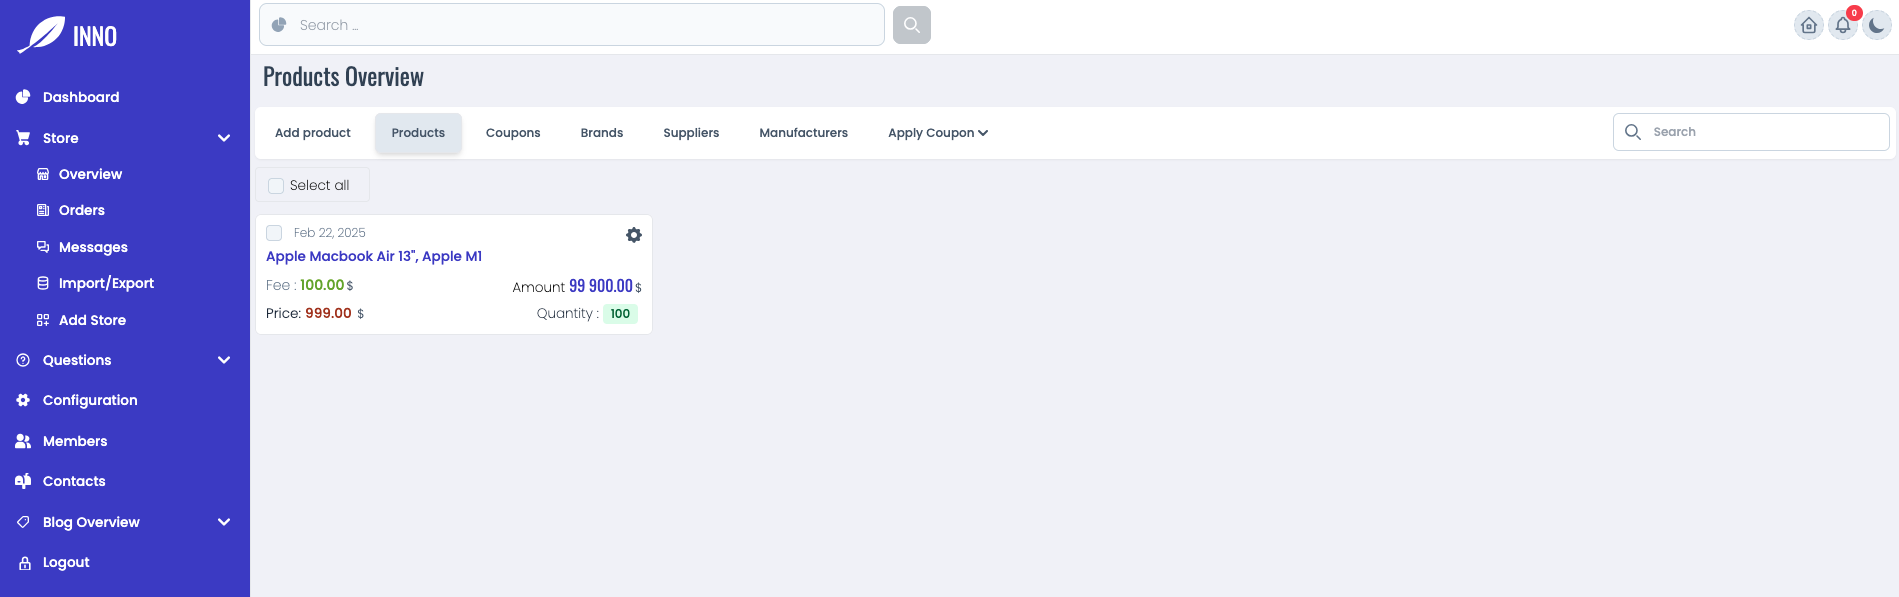 INNO
Search ...
0
Dashboard
Store
Overview
Orders
Messages
Import/Export
Add Store
Questions
Configuration
Members
Contacts
Blog Overview
Logout
Products Overview
Add product Products Coupons Brands Suppliers Manufacturers Apply Coupon Search
Select all
Feb 22, 2025
Apple Macbook Air 13", Apple M1
Fee : 100.00 $ Amount 99 900.00 $
Price: 999.00 $ Quantity : 100